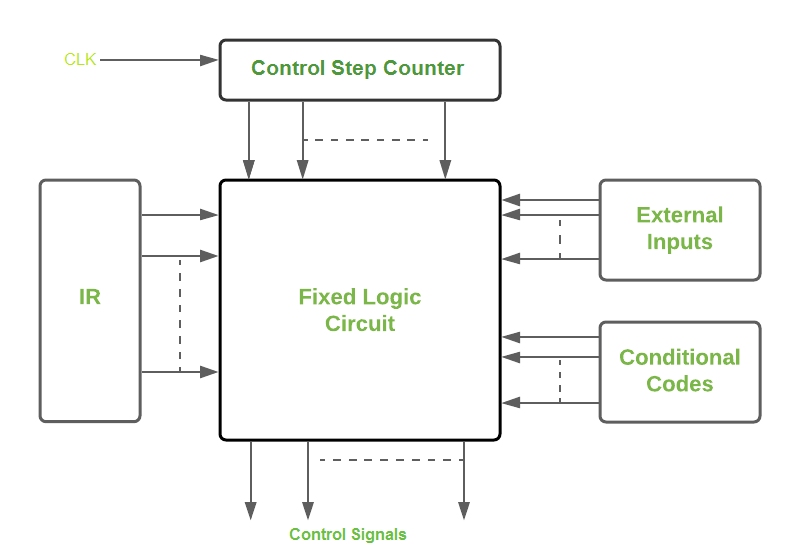 CLK
Control Step Counter
IR
Fixed Logic
Circuit
External
Inputs
Conditional
Codes
Control Signals